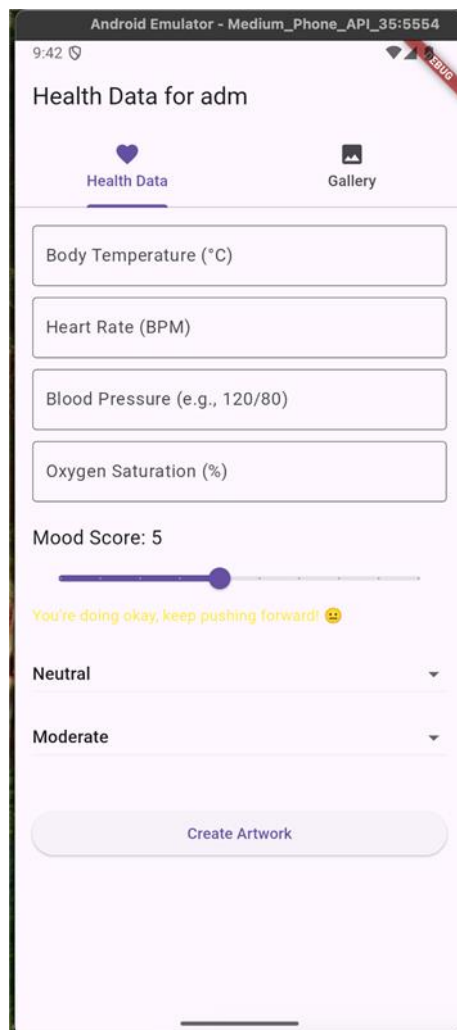 Android Emulator - Medium_Phone_API_35:5554
9:42
DEBUG
Health Data for adm
Health Data
Gallery
Body Temperature (°C)
Heart Rate (BPM)
Blood Pressure (e.g., 120/80)
Oxygen Saturation (%)
Mood Score: 5
You're doing okay, keep pushing forward! 😐
Neutral
Moderate
Create Artwork